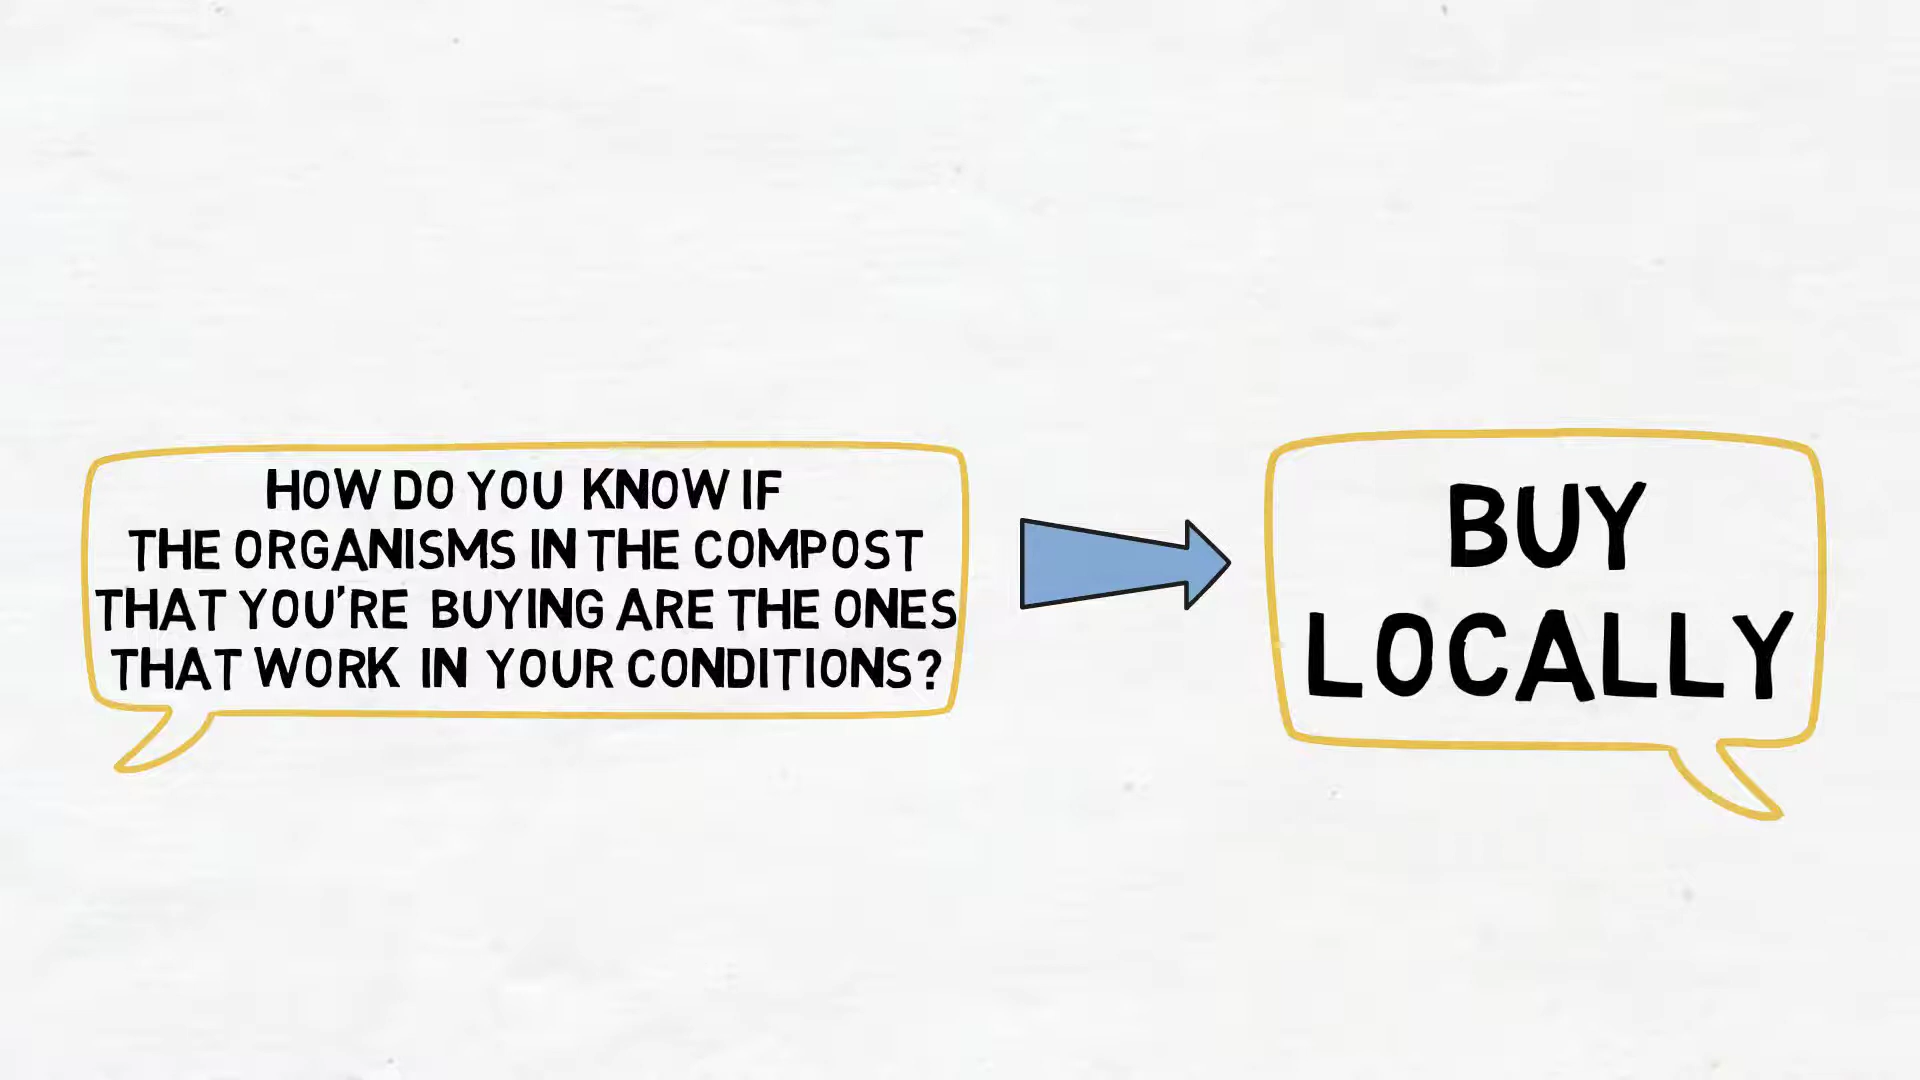 HOW DO YOU KNOW IF
THE ORGANISMS IN THE COMPOST
THAT YOU'RE BUYING ARE THE ONES
THAT WORK IN YOUR CONDITIONS?
BUY
LOCALLY